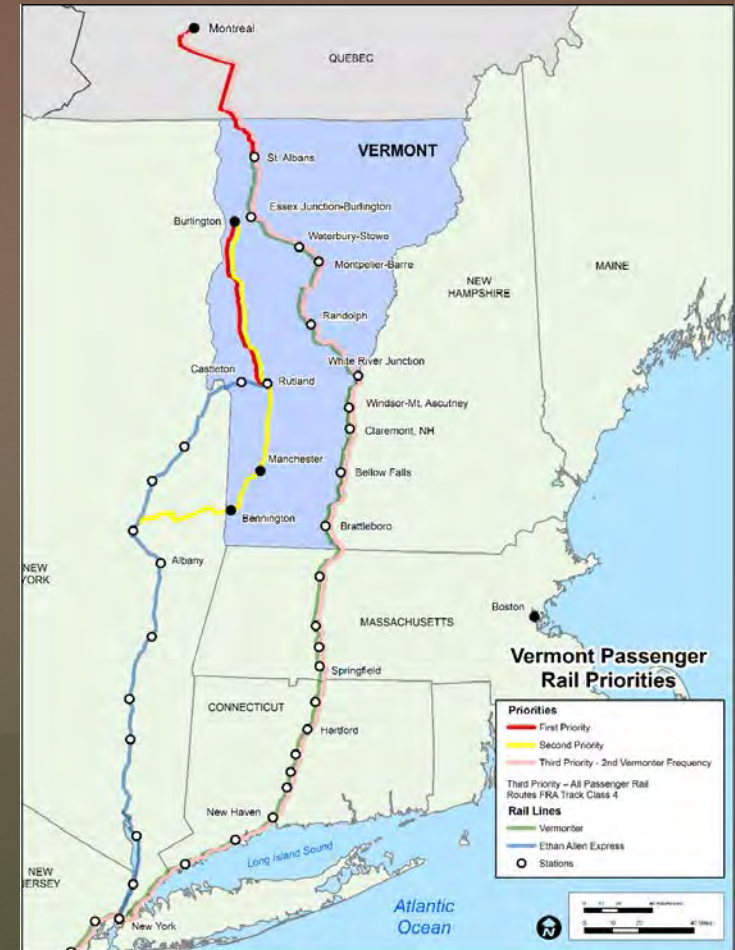 Montreal
QUEBEC
St. Albans
VERMONT
Essex Junction-Burlington
Burlington
Waterbury-Stowe
Montpelier-Barre
NEW
HAMPSHIRE
MAINE
Randolph
White River Junction
Castleton
Rutland
Windsor-Mt. Ascutney
Claremont, NH
Manchester
Bellow Falls
Bennington
Brattleboro
Albany
NEW
YORK
Boston
MASSACHUSETTS
Springfield
CONNECTICUT
Hartford
New Haven
Long Island Sound
NEW
JERSEY
New York
Atlantic
Ocean
Vermont Passenger
Rail Priorities
Priorities
First Priority
Second Priority
Third Priority - 2nd Vermonter Frequency
Third Priority – All Passenger Rail
Routes FRA Track Class 4
Rail Lines
Vermonter
Ethan Allen Express
Stations
N